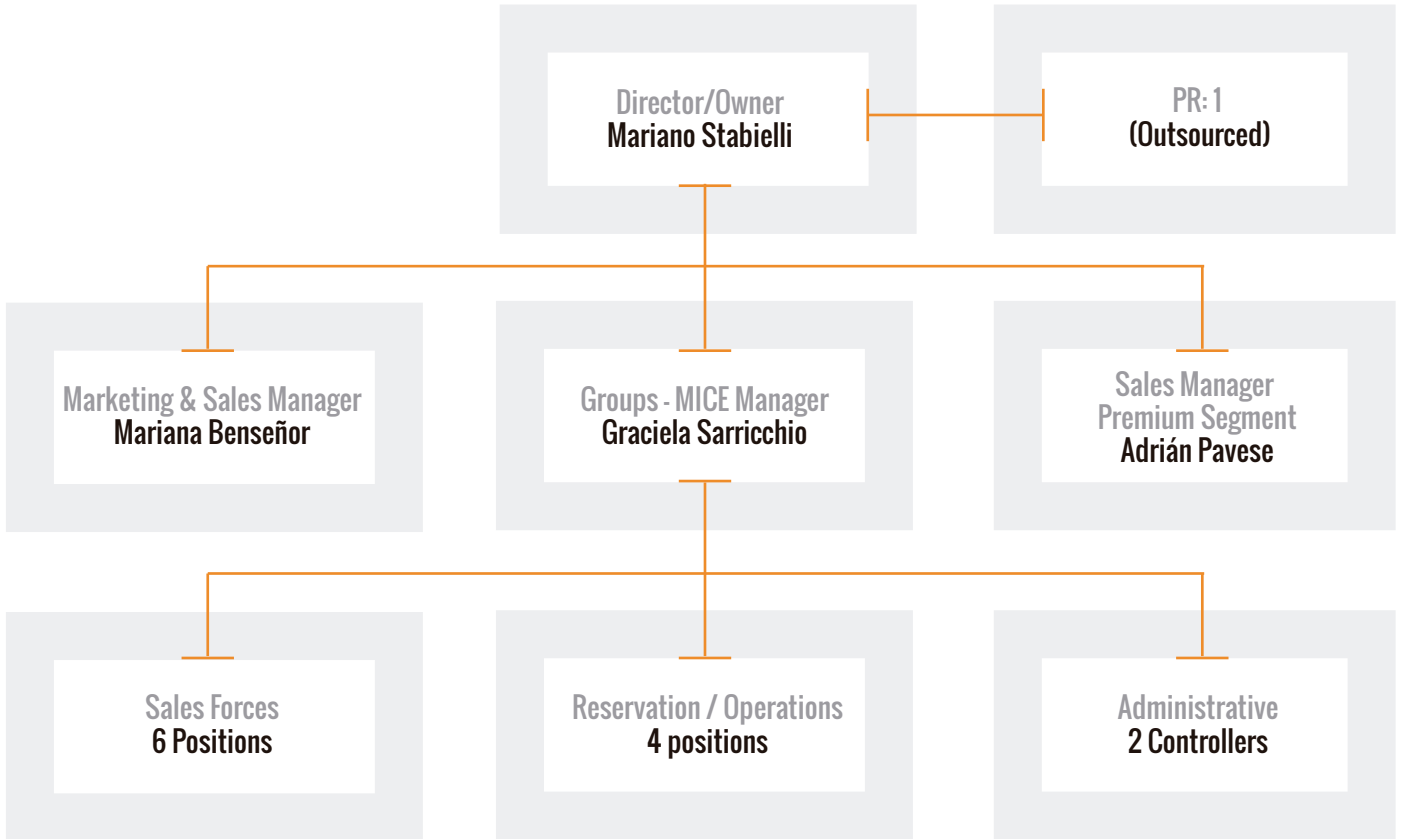 Director/Owner
Mariano Stabielli
PR: 1
(Outsourced)
Marketing & Sales Manager
Mariana Benseñor
Groups - MICE Manager
Graciela Sarricchio
Sales Manager
Premium Segment
Adrián Pavese
Sales Forces
6 Positions
Reservation / Operations
4 positions
Administrative
2 Controllers